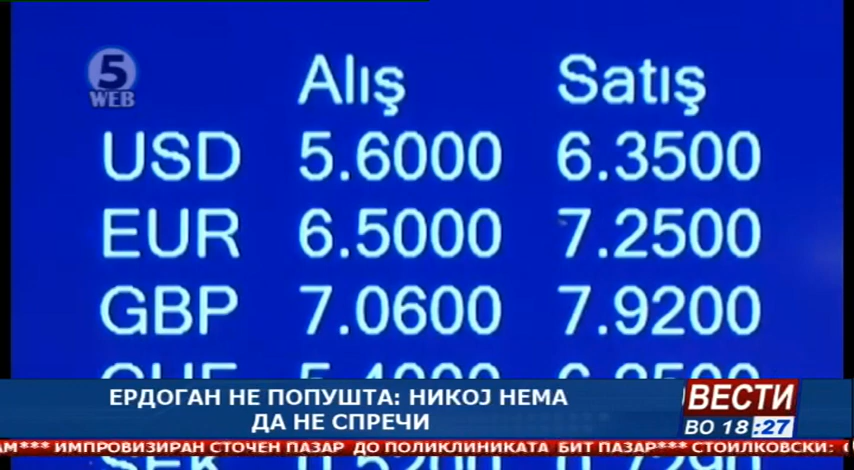 5
WEB
Alış Satış
USD 5.6000 6.3500
EUR 6.5000 7.2500
GBP 7.0600 7.9200
ЕРДОГАН НЕ ПОПУШТА: НИКОЈ НЕМА
ДА НЕ СПРЕЧИ
ВЕСТИ
ВО 18:27
*** ИМПРОВИЗИРАН СТОЧЕН ПАЗАР ДО ПОЛИКЛИНИКАТА БИТ ПАЗАР*** СТОИЛКОВСКИ: